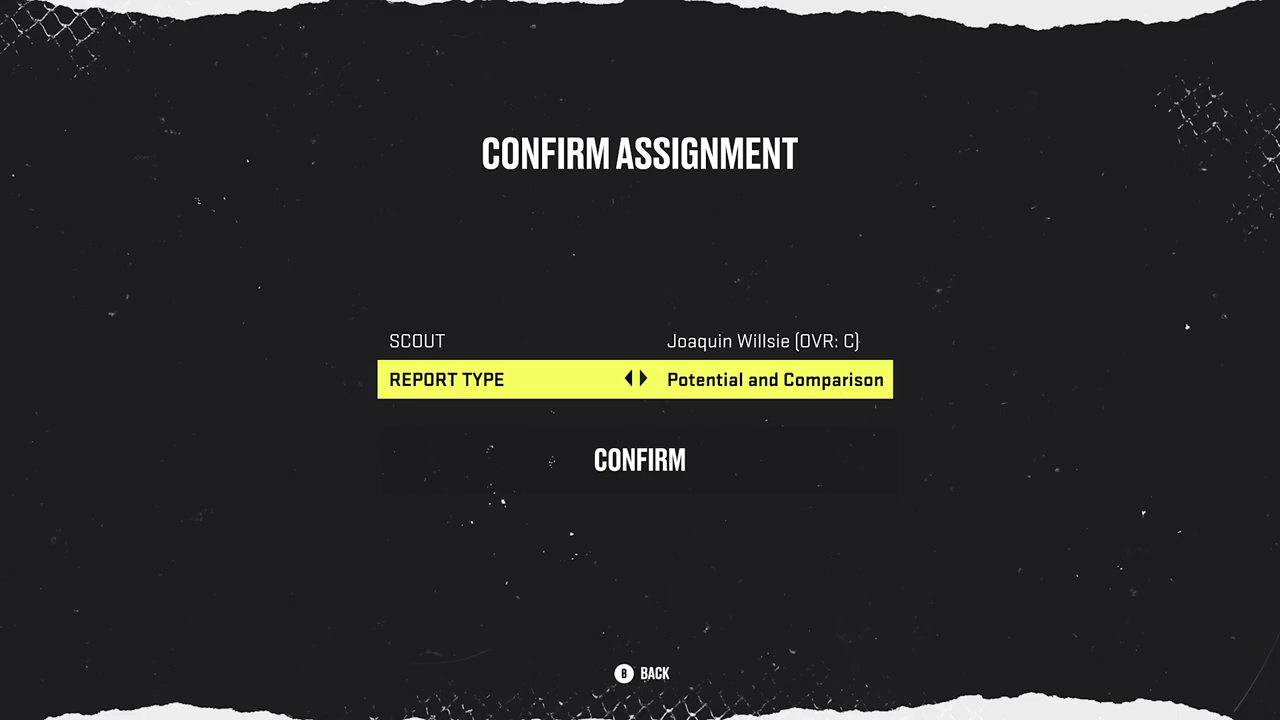 CONFIRM ASSIGNMENT
SCOUT Joaquin Willsie (OVR: C)
REPORT TYPE Potential and Comparison
CONFIRM
B BACK